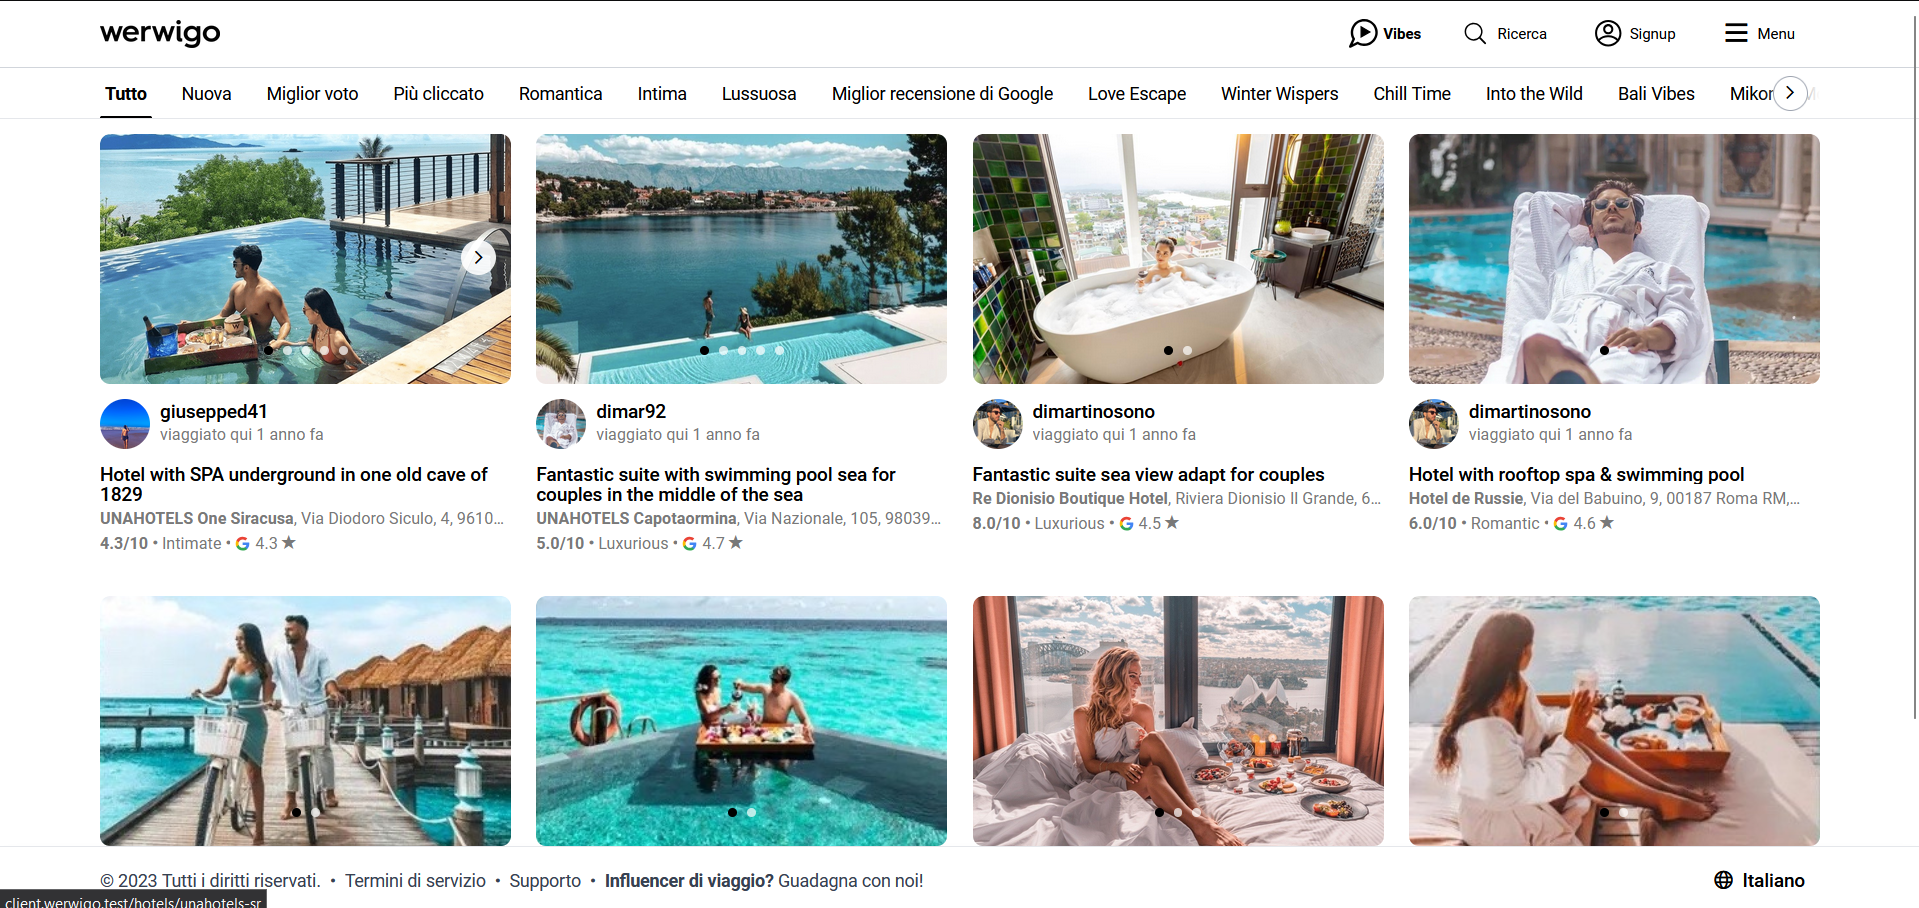 werwigo
Vibes
Ricerca
Signup
Menu
Tutto
Nuova
Miglior voto
Più cliccato
Romantica
Intima
Lussuosa
Miglior recensione di Google
Love Escape
Winter Wispers
Chill Time
Into the Wild
Bali Vibes
Mikor
giusepped41
viaggiato qui 1 anno fa
Hotel with SPA underground in one old cave of
1829
UNAHOTELS One Siracusa, Via Diodoro Siculo, 4, 9610...
4.3/10 • Intimate • G 4.3 ★
dimar92
viaggiato qui 1 anno fa
Fantastic suite with swimming pool sea for
couples in the middle of the sea
UNAHOTELS Capotaormina, Via Nazionale, 105, 98039...
5.0/10 • Luxurious • G 4.7 ★
dimartinosono
viaggiato qui 1 anno fa
Fantastic suite sea view adapt for couples
Re Dionisio Boutique Hotel, Riviera Dionisio II Grande, 6...
8.0/10 • Luxurious • G 4.5 ★
dimartinosono
viaggiato qui 1 anno fa
Hotel with rooftop spa & swimming pool
Hotel de Russie, Via del Babuino, 9, 00187 Roma RM,...
6.0/10 • Romantic • G 4.6 ★
© 2023 Tutti i diritti riservati. • Termini di servizio • Supporto • Influencer di viaggio? Guadagna con noi!
Italiano
client.werwigo.test/hotels/unahotels-sr